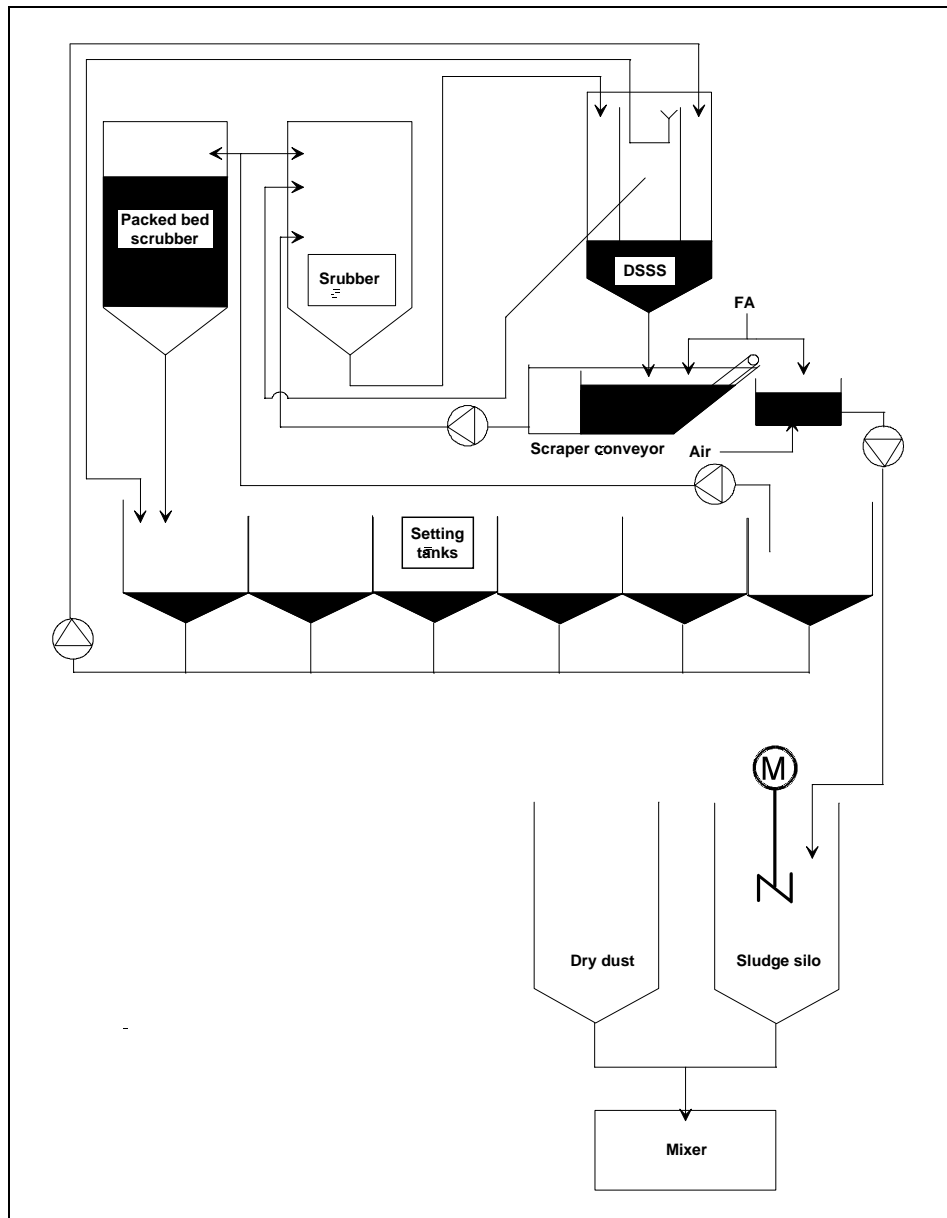 Packed bed
scrubber
Srubber
DSSS
FA
Scraper conveyor
Air
Setting
tanks
M
Dry dust
Sludge silo
Mixer